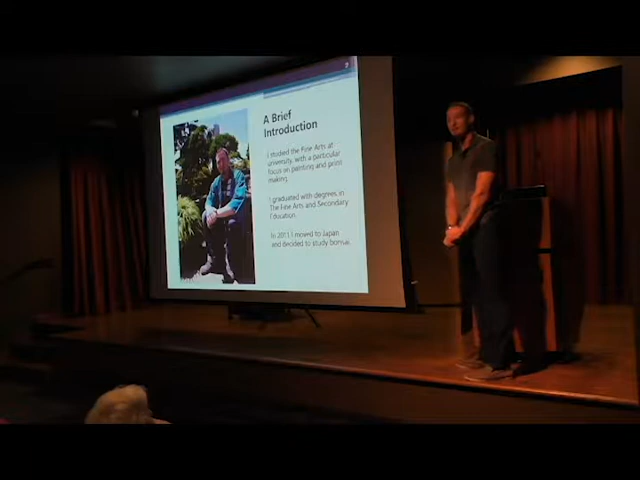 A Brief
Introduction
I studied the Fine Arts at
university, with a particular
focus on painting and print
making.
I graduated with degrees in
The Fine Arts and Secondary
Education.
In 2011 I moved to Japan
and decided to study bonsai.